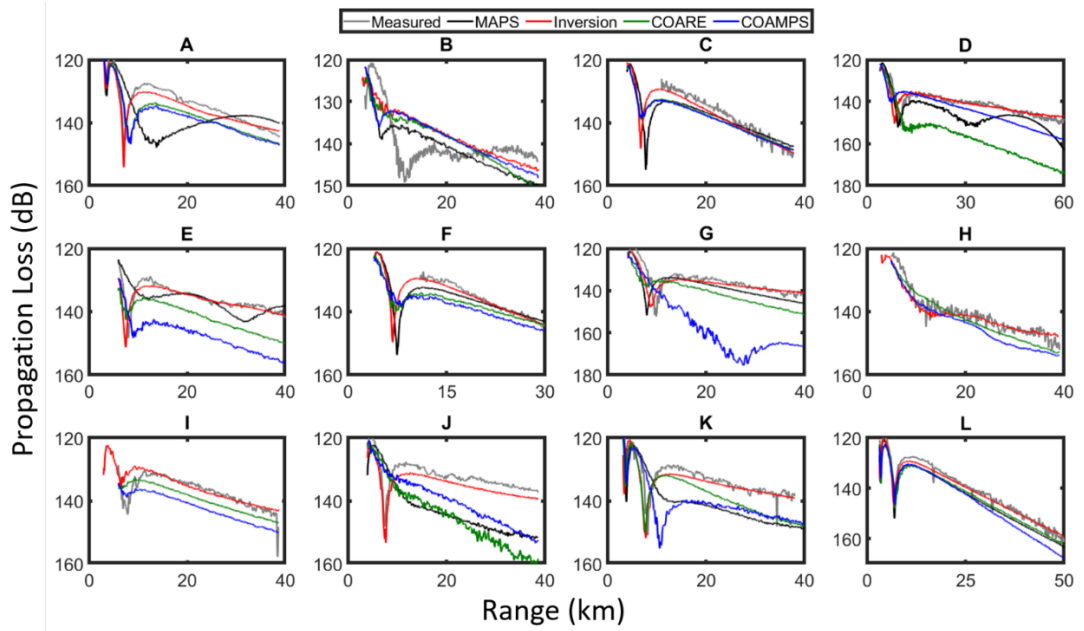 Measured MAPS Inversion COARE COAMPS
A B C D
120 140 160 0 20 40
120 130 140 150 0 20 40
120 140 160 0 20 40
120 140 160 180 0 20 40 60
E F G H
120 140 160 0 20 40
120 140 160 0 15 30
120 140 160 180 0 20 40
120 140 160 0 20 40
I J K L
120 140 160 0 20 40
120 140 160 0 20 40
120 140 160 0 20 40
120 140 160 0 25 50
Propagation Loss (dB)
Range (km)